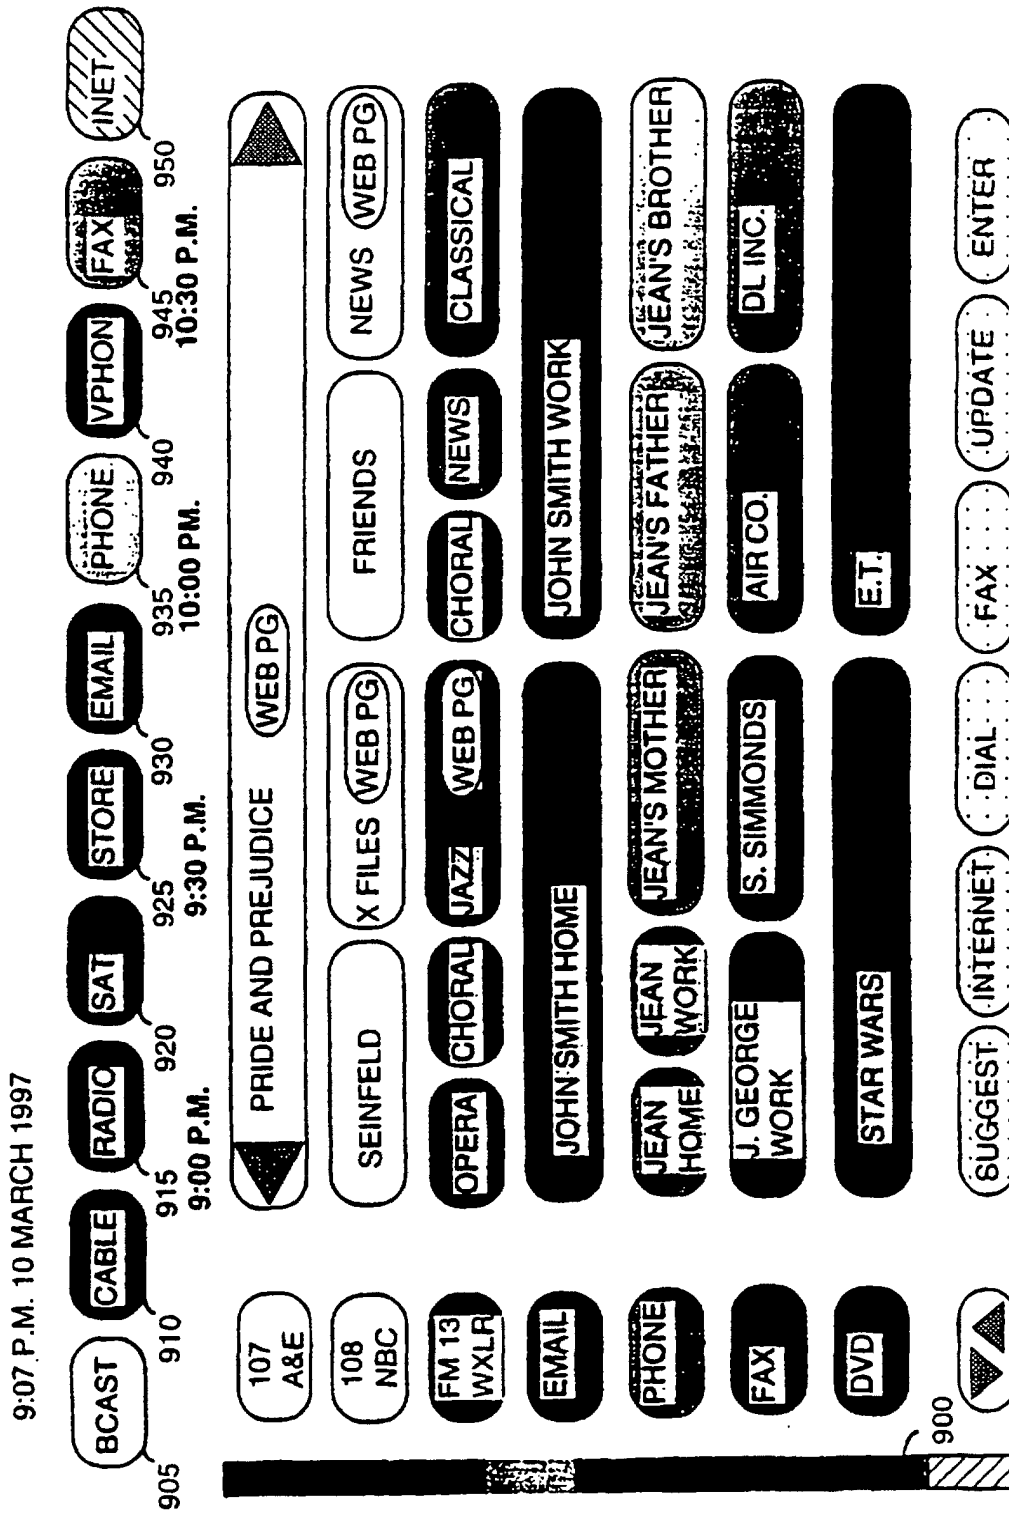 9:07 P.M. 10 MARCH 1997
BCAST CABLE RADIO SAT STORE EMAIL PHONE VPHON FAX INET
905 910 915 920 925 930 935 940 945 950
9:00 P.M. 9:30 P.M. 10:00 PM. 10:30 P.M.
107 A&E PRIDE AND PREJUDICE WEB PG
108 NBC SEINFELD X FILES WEB PG FRIENDS NEWS WEB PG
FM 13 WXLR OPERA CHORAL JAZZ WEB PG CHORAL NEWS CLASSICAL
EMAIL JOHN SMITH HOME JOHN SMITH WORK
PHONE JEAN HOME JEAN WORK JEAN'S MOTHER JEAN'S FATHER JEAN'S BROTHER
FAX J. GEORGE WORK S. SIMMONDS AIR CO. DL INC.
DVD STAR WARS E.T.
900
SUGGEST INTERNET DIAL FAX UPDATE ENTER